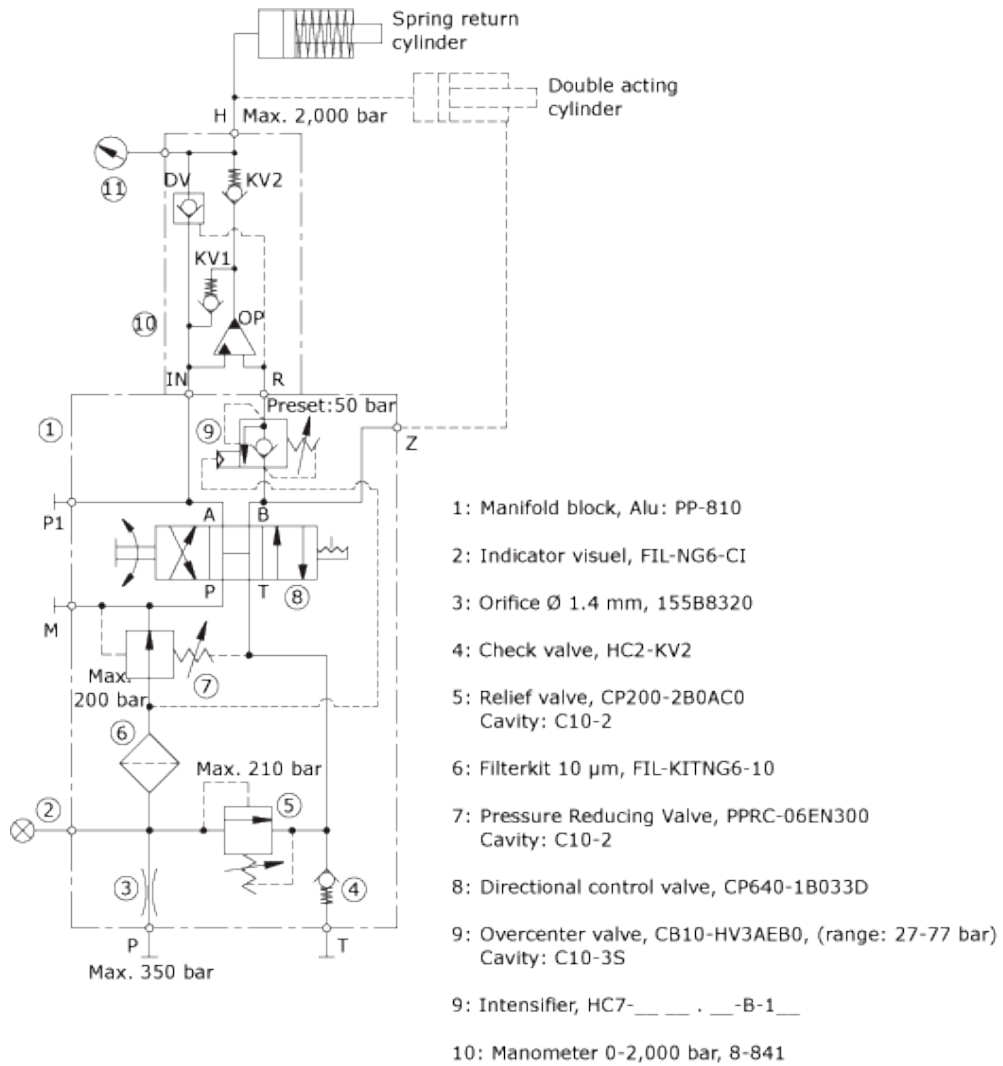 Spring return
cylinder
Double acting
cylinder
H Max. 2,000 bar
11
DV
KV2
KV1
10
OP
IN
R
Preset:50 bar
1
9
Z
P1
A
B
P
T
8
M
Max.
200 bar
7
6
Max. 210 bar
2
5
3
4
P
T
Max. 350 bar
1: Manifold block, Alu: PP-810
2: Indicator visuel, FIL-NG6-CI
3: Orifice Ø 1.4 mm, 155B8320
4: Check valve, HC2-KV2
5: Relief valve, CP200-2B0AC0
Cavity: C10-2
6: Filterkit 10 µm, FIL-KITNG6-10
7: Pressure Reducing Valve, PPRC-06EN300
Cavity: C10-2
8: Directional control valve, CP640-1B033D
9: Overcenter valve, CB10-HV3AEB0, (range: 27-77 bar)
Cavity: C10-3S
9: Intensifier, HC7-__ __ . __-B-1__
10: Manometer 0-2,000 bar, 8-841